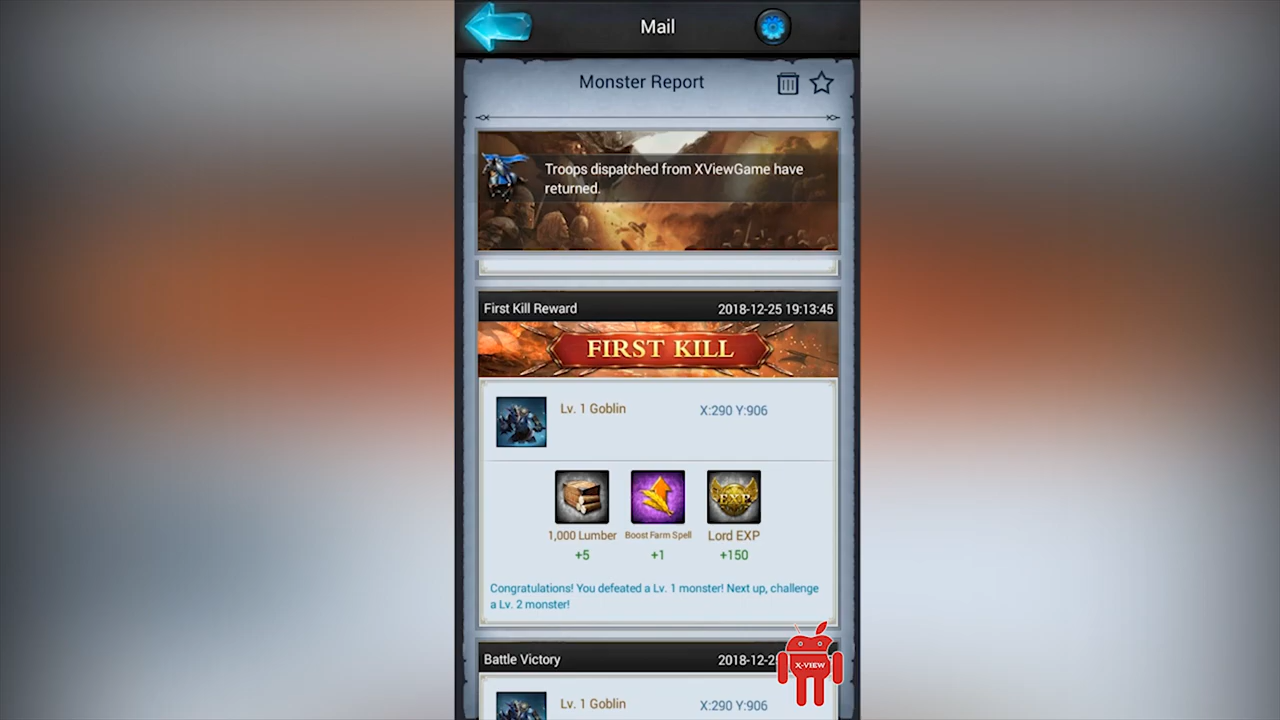 Mail
Monster Report
Troops dispatched from XViewGame have
returned.
First Kill Reward 2018-12-25 19:13:45
FIRST KILL
Lv. 1 Goblin X:290 Y:906
EXP
1,000 Lumber Boost Farm Spell Lord EXP
+5 +1 +150
Congratulations! You defeated a Lv. 1 monster! Next up, challenge
a Lv. 2 monster!
Battle Victory
X-VIEW
Lv. 1 Goblin X:290 Y:906